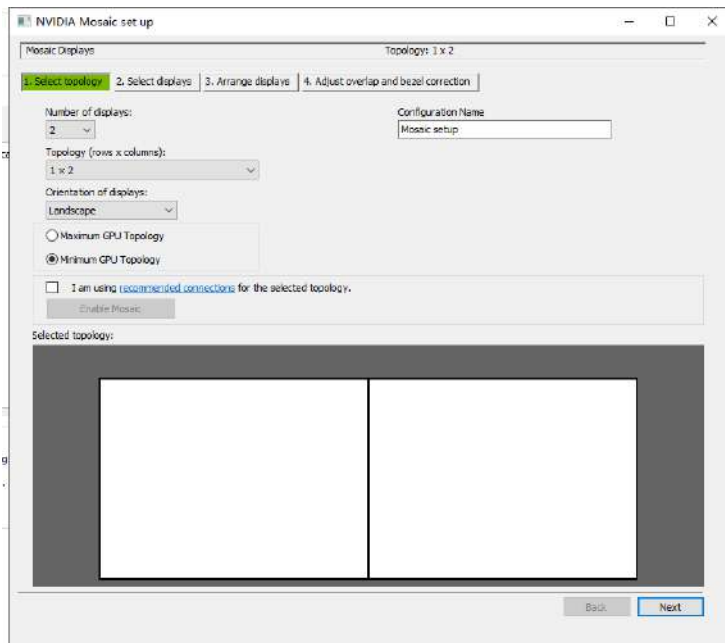 NVIDIA Mosaic set up
Mosaic Displays Topology: 1 x 2
1. Select topology 2. Select displays 3. Arrange displays 4. Adjust overlap and bezel correction
Number of displays:
2
Configuration Name
Mosaic setup
Topology (rows x columns):
1 x 2
Orientation of displays:
Landscape
Maximum GPU Topology
Minimum GPU Topology
I am using recommended connections for the selected topology.
Enable Mosaic
Selected topology:
Back Next